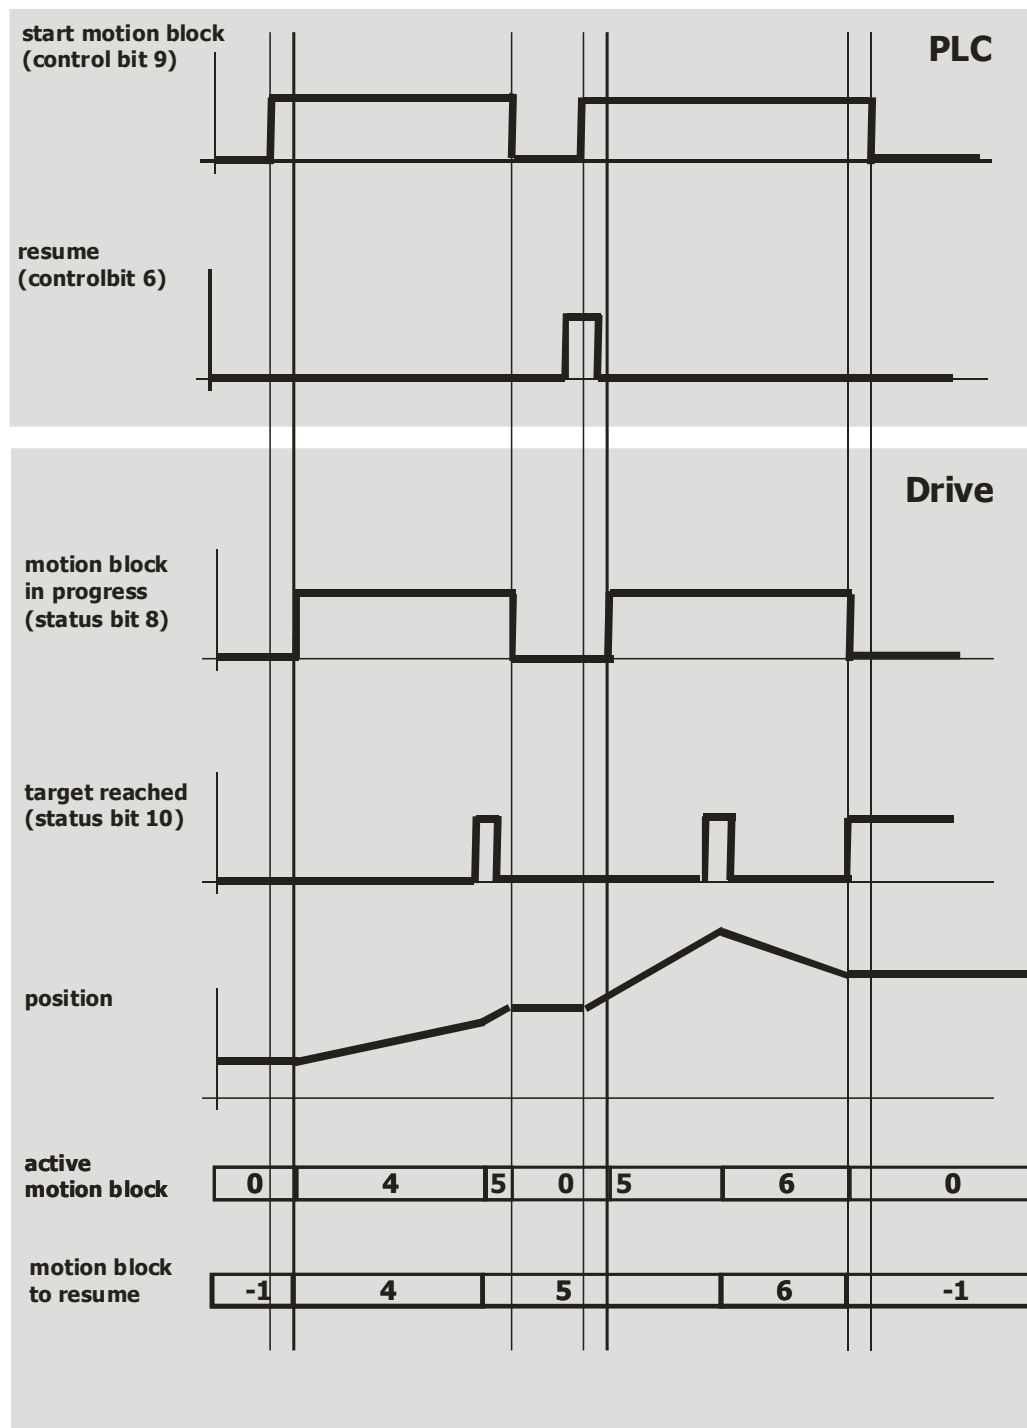 start motion block
(control bit 9)
PLC
resume
(controlbit 6)
Drive
motion block
in progress
(status bit 8)
target reached
(status bit 10)
position
active
motion block
0 4 5 0 5 6 0
motion block
to resume
-1 4 5 6 -1